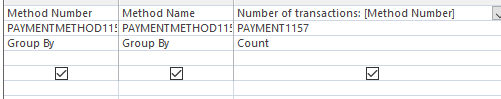 Method Number Method Name Number of transactions: [Method Number]
PAYMENTMETHOD115 PAYMENTMETHOD115 PAYMENT1157
Group By Group By Count